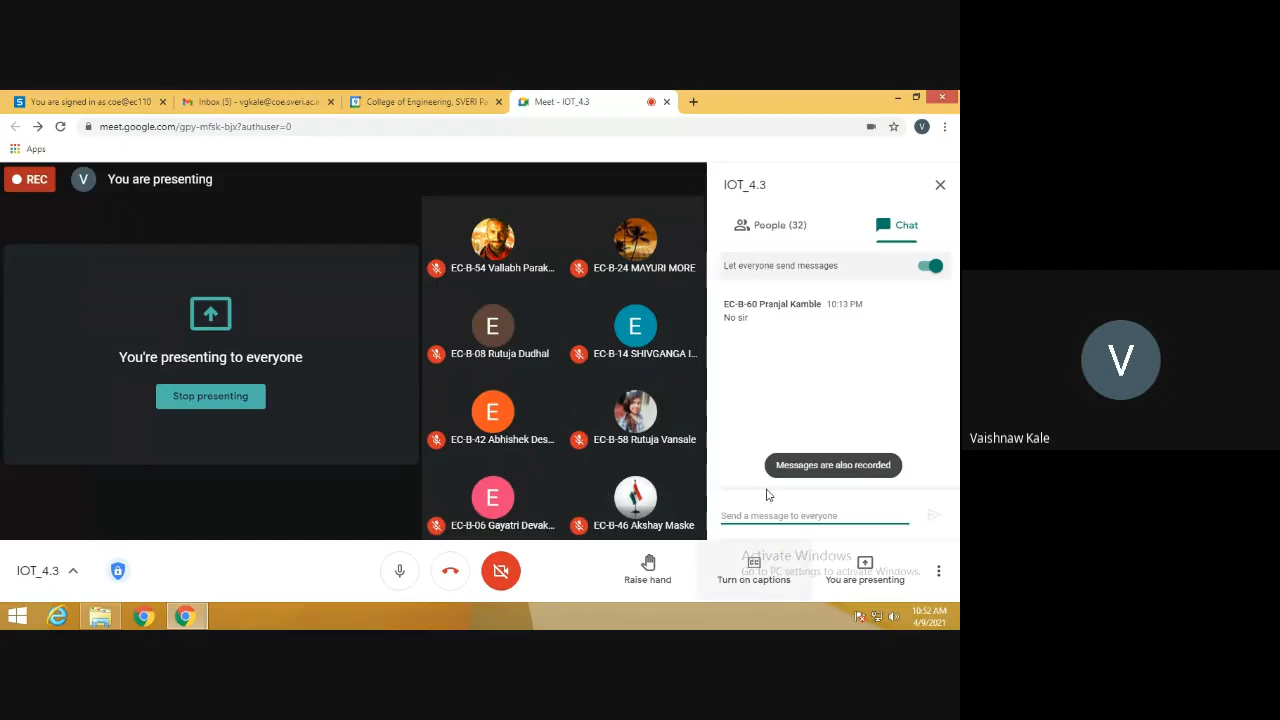 You are signed in as coe@ec110
Inbox (5) - vgkale@coe.sveri.ac.i
College of Engineering, SVERI Pa
Meet - IOT_4.3
meet.google.com/gpy-mfsk-bjx?authuser=0
V
Apps
REC
V
You are presenting
You're presenting to everyone
Stop presenting
EC-B-54 Vallabh Parak...
EC-B-24 MAYURI MORE
E
EC-B-08 Rutuja Dudhal
E
EC-B-14 SHIVGANGA I...
E
EC-B-42 Abhishek Des...
EC-B-58 Rutuja Vansale
E
EC-B-06 Gayatri Devak...
EC-B-46 Akshay Maske
IOT_4.3
People (32)
Chat
Let everyone send messages
EC-B-60 Pranjal Kamble 10:13 PM
No sir
Messages are also recorded
Send a message to everyone
Activate Windows
Go to PC settings to activate Windows.
IOT_4.3
Raise hand
Turn on captions
You are presenting
10:52 AM
4/9/2021
V
Vaishnaw Kale